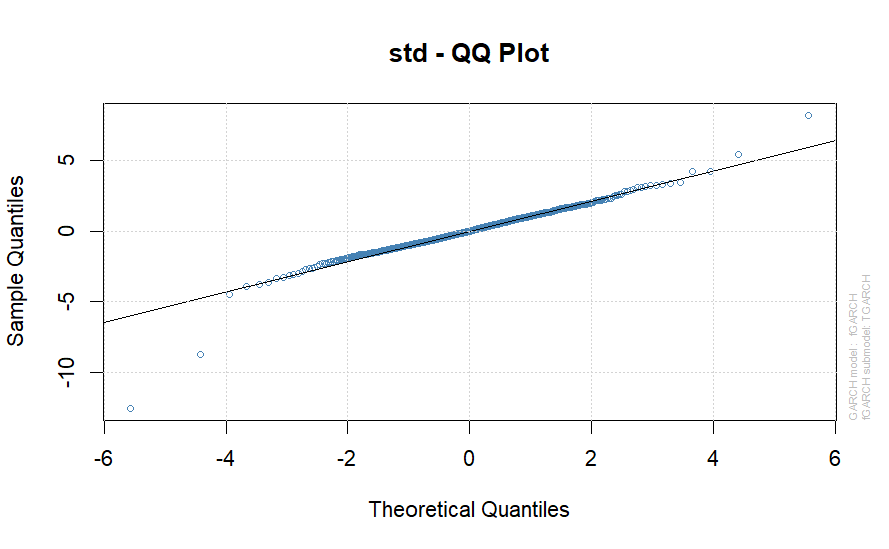 std - QQ Plot
Sample Quantiles
5
0
-5
-10
-6 -4 -2 0 2 4 6
Theoretical Quantiles
GARCH model : fGARCH
fGARCH submodel: TGARCH